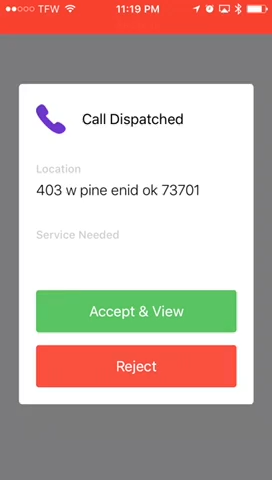 TFW 11:19 PM
Call Dispatched
Location
403 w pine enid ok 73701
Service Needed
Accept & View
Reject